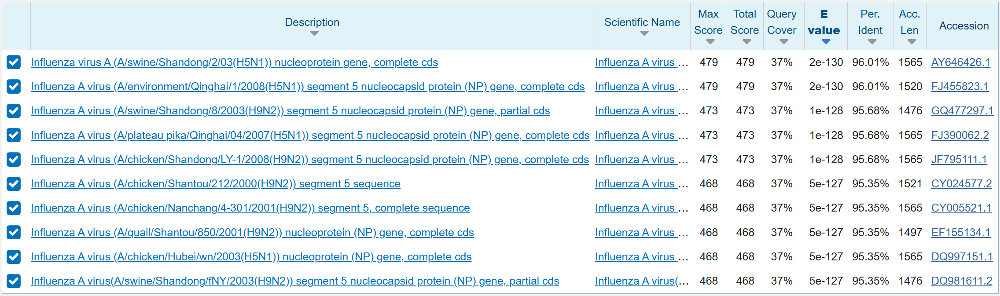 Description Scientific Name Max Score Total Score Query Cover E value Per. Ident Acc. Len Accession
Influenza virus A (A/swine/Shandong/2/03(H5N1)) nucleoprotein gene, complete cds Influenza A virus … 479 479 37% 2e-130 96.01% 1565 AY646426.1
Influenza A virus (A/environment/Qinghai/1/2008(H5N1)) segment 5 nucleocapsid protein (NP) gene, complete cds Influenza A virus … 479 479 37% 2e-130 96.01% 1520 FJ455823.1
Influenza A virus (A/swine/Shandong/8/2003(H9N2)) segment 5 nucleocapsid protein (NP) gene, partial cds Influenza A virus … 473 473 37% 1e-128 95.68% 1476 GQ477297.1
Influenza A virus (A/plateau pika/Qinghai/04/2007(H5N1)) segment 5 nucleocapsid protein (NP) gene, complete cds Influenza A virus … 473 473 37% 1e-128 95.68% 1565 FJ390062.2
Influenza A virus (A/chicken/Shandong/LY-1/2008(H9N2)) segment 5 nucleocapsid protein (NP) gene, complete cds Influenza A virus … 473 473 37% 1e-128 95.68% 1565 JF795111.1
Influenza A virus (A/chicken/Shantou/212/2000(H9N2)) segment 5 sequence Influenza A virus … 468 468 37% 5e-127 95.35% 1521 CY024577.2
Influenza A virus (A/chicken/Nanchang/4-301/2001(H9N2)) segment 5, complete sequence Influenza A virus … 468 468 37% 5e-127 95.35% 1565 CY005521.1
Influenza A virus (A/quail/Shantou/850/2001(H9N2)) nucleoprotein (NP) gene, complete cds Influenza A virus … 468 468 37% 5e-127 95.35% 1497 EF155134.1
Influenza A virus (A/chicken/Hubei/wn/2003(H5N1)) nucleoprotein (NP) gene, complete cds Influenza A virus … 468 468 37% 5e-127 95.35% 1565 DQ997151.1
Influenza A virus(A/swine/Shandong/fNY/2003(H9N2)) segment 5 nucleocapsid protein (NP) gene, partial cds Influenza A virus(… 468 468 37% 5e-127 95.35% 1476 DQ981611.2